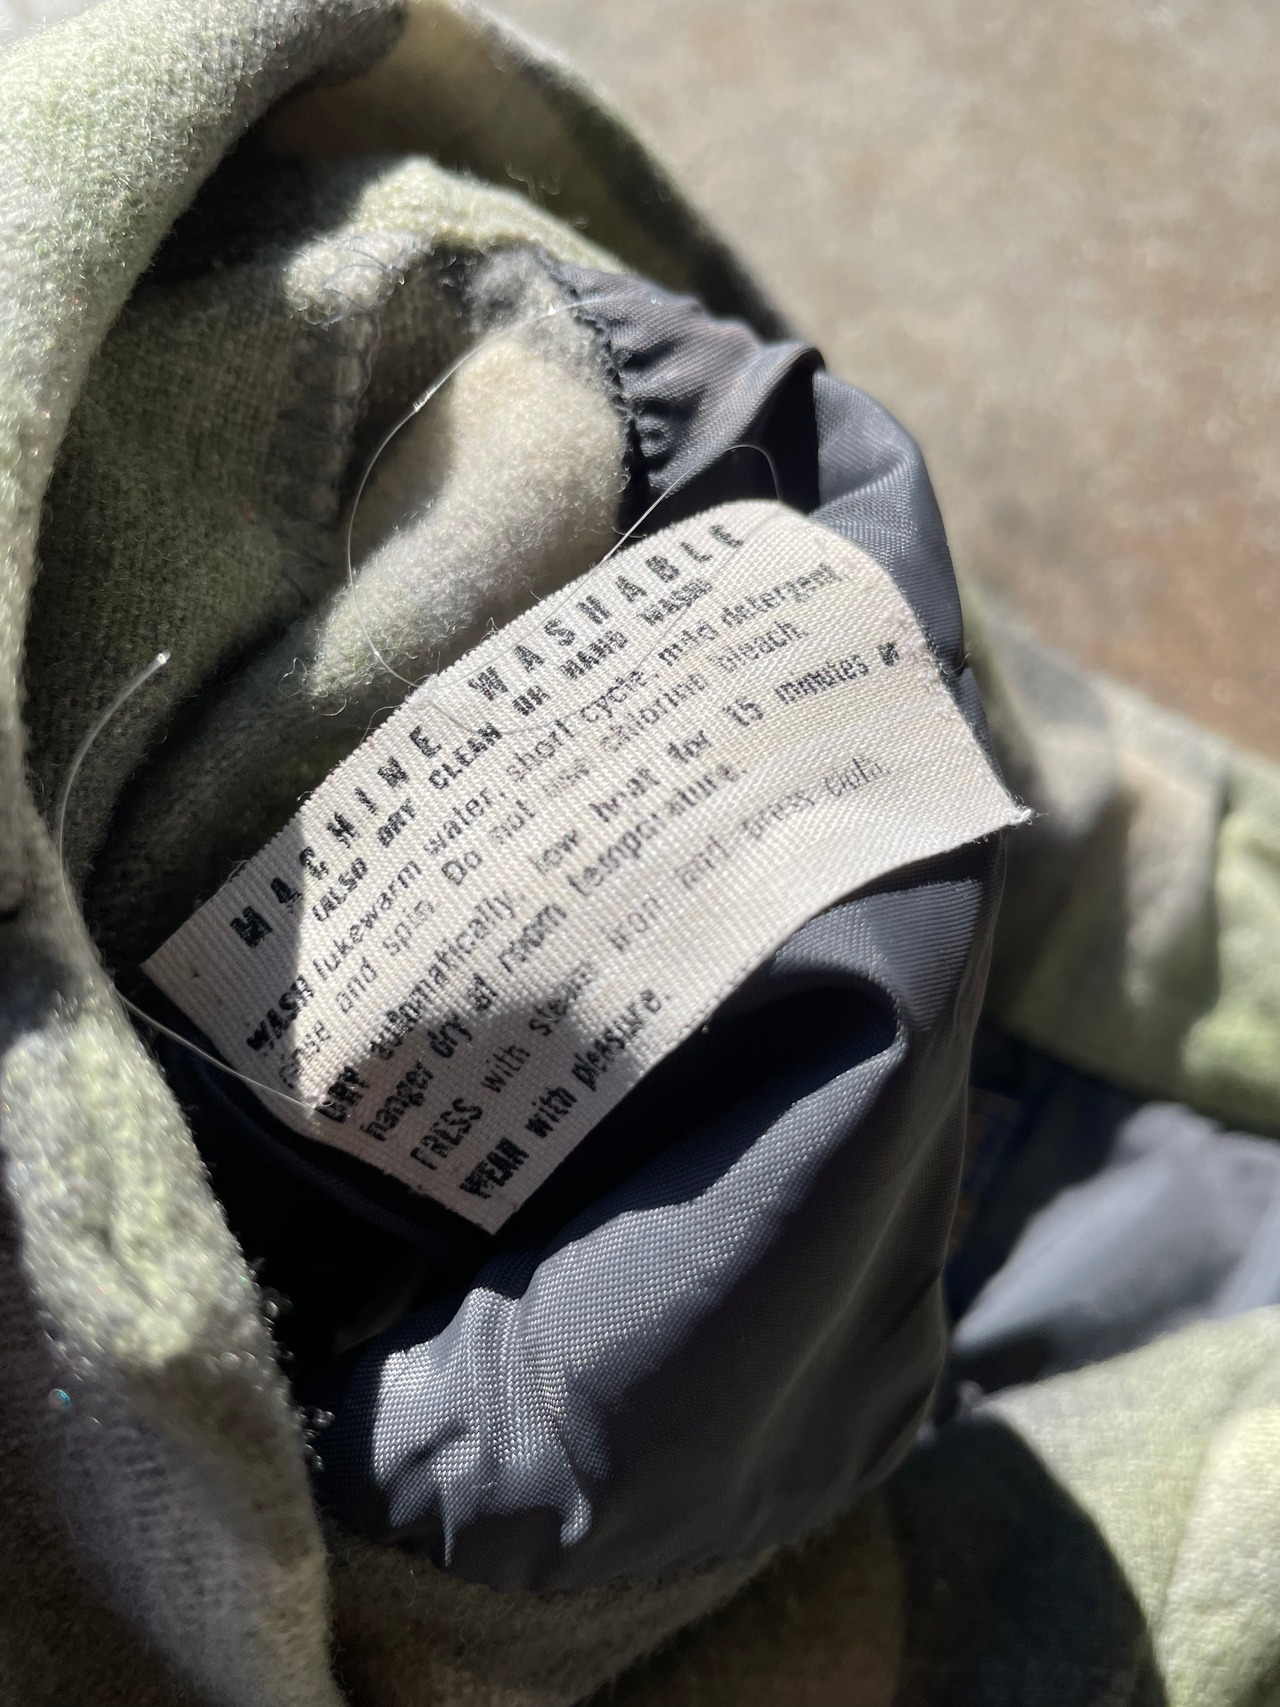 MACHINE WASHABLE
(ALSO DRY CLEAN OR HAND WASH)
WASH lukewarm water, short cycle, mild detergent,
rinse and spin. Do not use chlorine bleach.
DRY automatically, low heat for 15 minutes or
hanger dry at room temperature.
PRESS with steam iron and press cloth.
WEAR with pleasure.